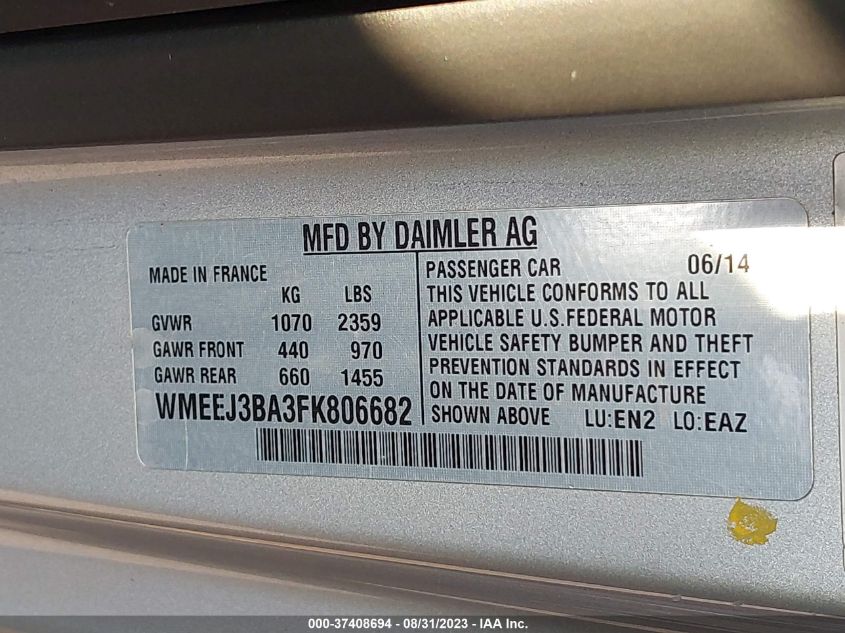 MFD BY DAIMLER AG
MADE IN FRANCE
KG LBS
GVWR 1070 2359
GAWR FRONT 440 970
GAWR REAR 660 1455
WMEEJ3BA3FK806682
PASSENGER CAR 06/14
THIS VEHICLE CONFORMS TO ALL
APPLICABLE U.S.FEDERAL MOTOR
VEHICLE SAFETY BUMPER AND THEFT
PREVENTION STANDARDS IN EFFECT
ON THE DATE OF MANUFACTURE
SHOWN ABOVE LU:EN2 LO:EAZ
000-37408694 - 08/31/2023 - IAA Inc.